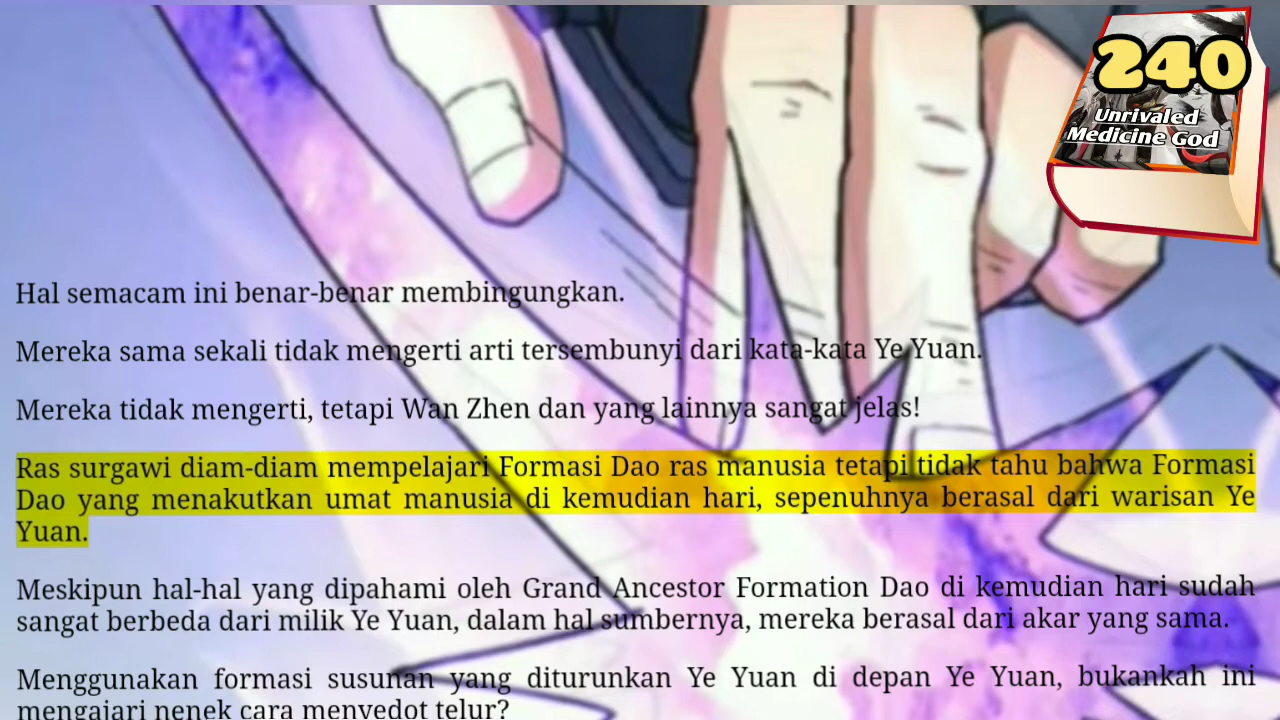 240
Unrivaled
Medicine God
Hal semacam ini benar-benar membingungkan.
Mereka sama sekali tidak mengerti arti tersembunyi dari kata-kata Ye Yuan.
Mereka tidak mengerti, tetapi Wan Zhen dan yang lainnya sangat jelas!
Ras surgawi diam-diam mempelajari Formasi Dao ras manusia tetapi tidak tahu bahwa Formasi
Dao yang menakutkan umat manusia di kemudian hari, sepenuhnya berasal dari warisan Ye
Yuan.
Meskipun hal-hal yang dipahami oleh Grand Ancestor Formation Dao di kemudian hari sudah
sangat berbeda dari milik Ye Yuan, dalam hal sumbernya, mereka berasal dari akar yang sama.
Menggunakan formasi susunan yang diturunkan Ye Yuan di depan Ye Yuan, bukankah ini
mengajari nenek cara menyedot telur?